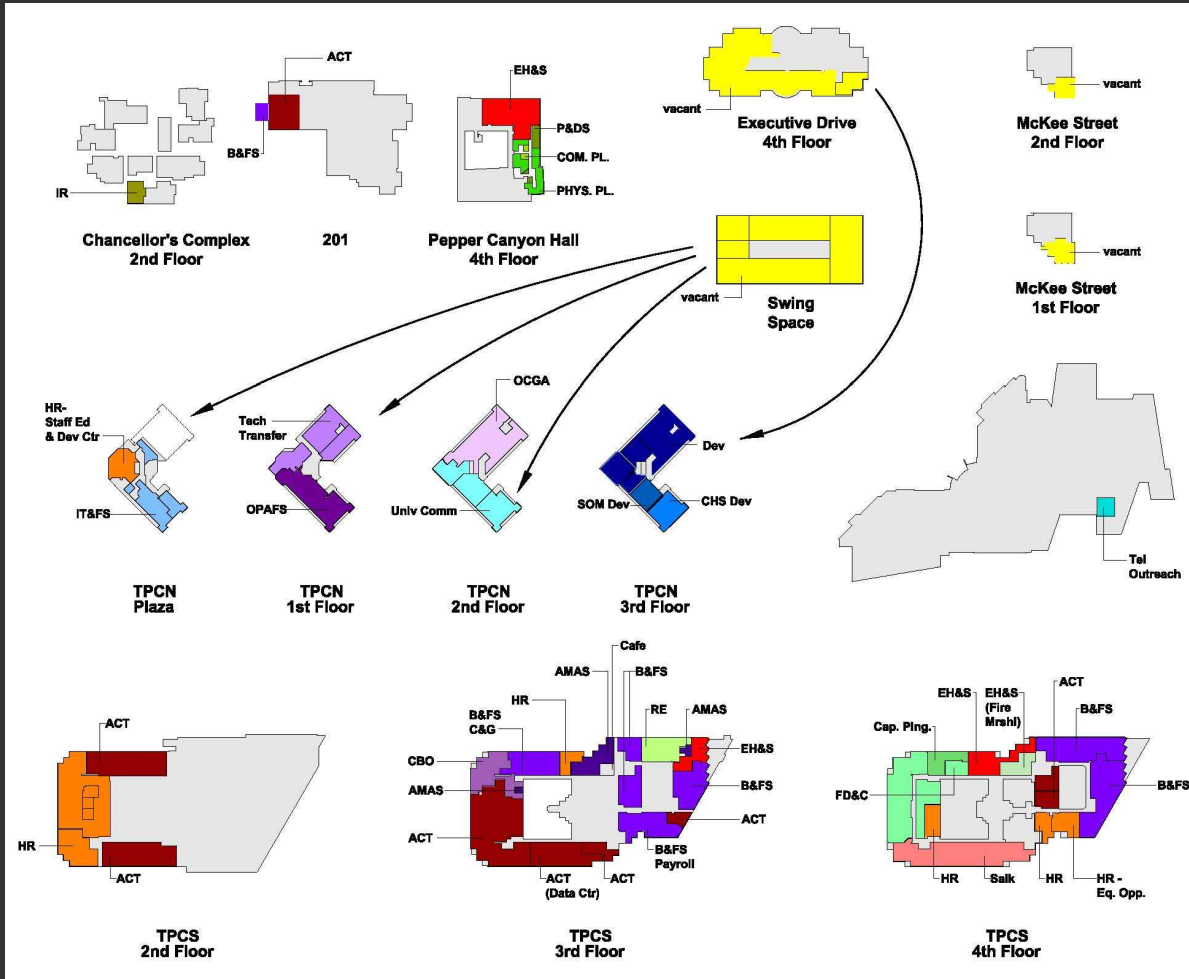 ACT
B&FS
IR
Chancellor's Complex
2nd Floor
201
EH&S
P&DS
COM. PL.
PHYS. PL.
Pepper Canyon Hall
4th Floor
vacant
Executive Drive
4th Floor
vacant
McKee Street
2nd Floor
vacant
Swing
Space
vacant
McKee Street
1st Floor
HR-
Staff Ed
& Dev Ctr
IT&FS
TPCN
Plaza
Tech
Transfer
OPAFS
TPCN
1st Floor
OCGA
Univ Comm
TPCN
2nd Floor
Dev
SOM Dev
CHS Dev
TPCN
3rd Floor
Tel
Outreach
ACT
HR
ACT
TPCS
2nd Floor
Cafe
AMAS
B&FS
HR
B&FS
C&G
RE
AMAS
CBO
EH&S
AMAS
B&FS
ACT
ACT
B&FS
Payroll
ACT
(Data Ctr)
ACT
TPCS
3rd Floor
ACT
EH&S
EH&S
(Fire
Mrshl)
B&FS
Cap. Plng.
FD&C
B&FS
HR
Salk
HR
HR -
Eq. Opp.
TPCS
4th Floor